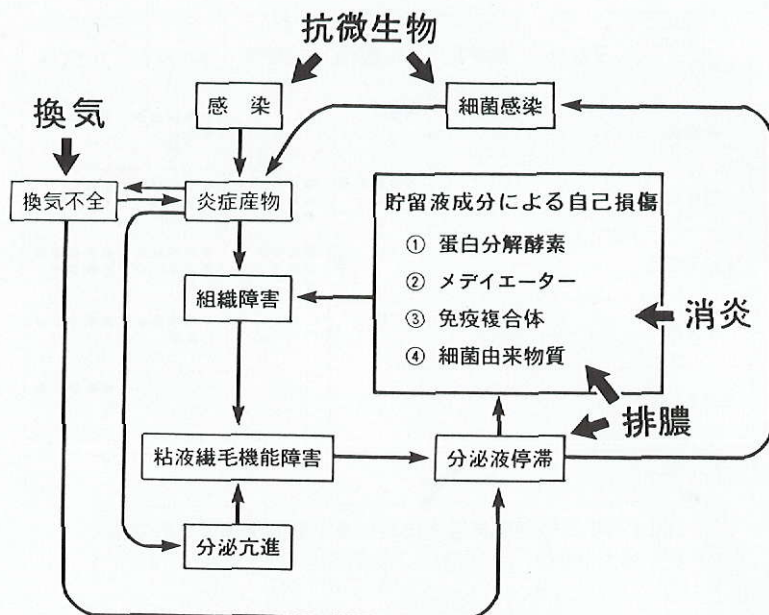 抗微生物
感 染
細菌感染
換気
換気不全
炎症産物
貯留液成分による自己損傷
① 蛋白分解酵素
② メデイエーター
③ 免疫複合体
④ 細菌由来物質
組織障害
消炎
排膿
粘液繊毛機能障害
分泌液停滞
分泌亢進